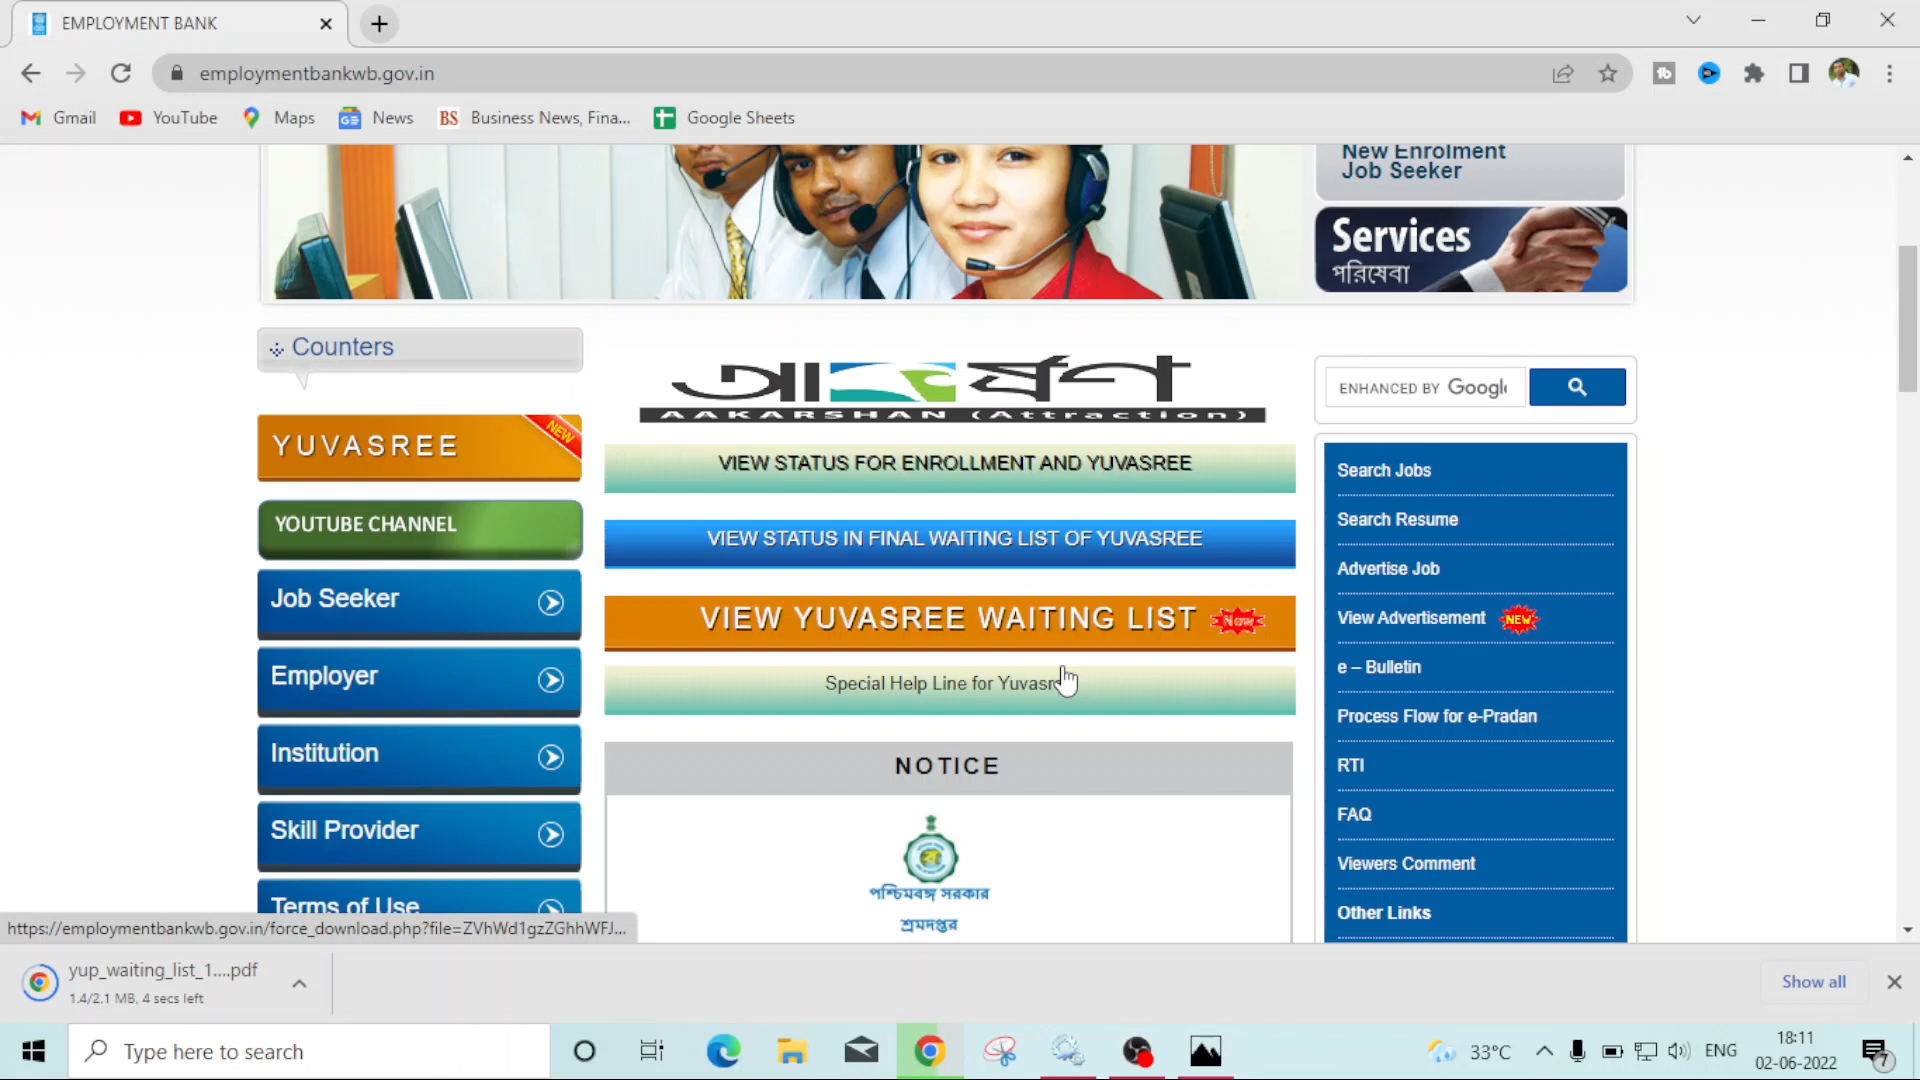 EMPLOYMENT BANK
employmentbankwb.gov.in
Gmail
YouTube
Maps
News
Business News, Fina...
Google Sheets
New Enrolment
Job Seeker
Services
পরিষেবা
Counters
YUVASREE
NEW
YOUTUBE CHANNEL
Job Seeker
Employer
Institution
Skill Provider
Terms of Use
AAKARSHAN (Attraction)
VIEW STATUS FOR ENROLLMENT AND YUVASREE
VIEW STATUS IN FINAL WAITING LIST OF YUVASREE
VIEW YUVASREE WAITING LIST New
Special Help Line for Yuvasr
NOTICE
পশ্চিমবঙ্গ সরকার
শ্রমদপ্তর
ENHANCED BY Google
Search Jobs
Search Resume
Advertise Job
View Advertisement NEW
e – Bulletin
Process Flow for e-Pradan
RTI
FAQ
Viewers Comment
Other Links
https://employmentbankwb.gov.in/force_download.php?file=ZVhWd1gzZGhhWFJ...
yup_waiting_list_1....pdf
1.4/2.1 MB, 4 secs left
Show all
Type here to search
33°C
ENG
18:11
02-06-2022
7